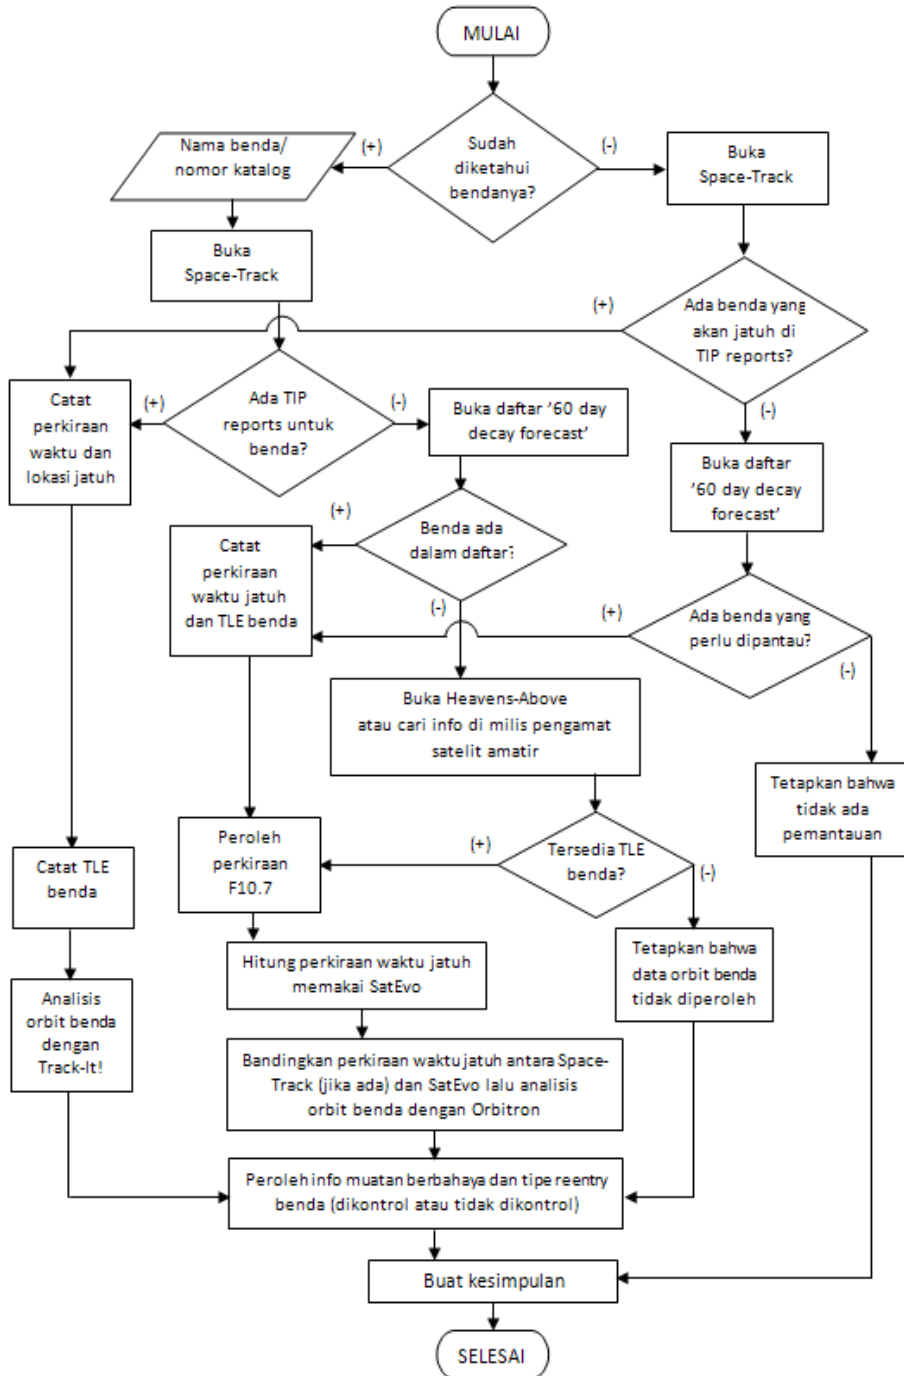 MULAI
Sudah
diketahui
bendanya?
(+)
(-)
Nama benda/
nomor katalog
Buka
Space-Track
Buka
Space-Track
Ada benda yang
akan jatuh di
TIP reports?
(+)
(-)
Ada TIP
reports untuk
benda?
(+)
(-)
Catat
perkiraan
waktu dan
lokasi jatuh
Buka daftar ’60 day
decay forecast’
Buka daftar
’60 day decay
forecast’
Benda ada
dalam daftar?
(+)
(-)
Catat
perkiraan
waktu jatuh
dan TLE benda
Ada benda yang
perlu dipantau?
(+)
(-)
Buka Heavens-Above
atau cari info di milis pengamat
satelit amatir
Tetapkan bahwa
tidak ada
pemantauan
Peroleh
perkiraan
F10.7
Tersedia TLE
benda?
(+)
(-)
Catat TLE
benda
Hitung perkiraan waktu jatuh
memakai SatEvo
Tetapkan bahwa
data orbit benda
tidak diperoleh
Analisis
orbit benda
dengan
Track-It!
Bandingkan perkiraan waktu jatuh antara Space-
Track (jika ada) dan SatEvo lalu analisis
orbit benda dengan Orbitron
Peroleh info muatan berbahaya dan tipe reentry
benda (dikontrol atau tidak dikontrol)
Buat kesimpulan
SELESAI